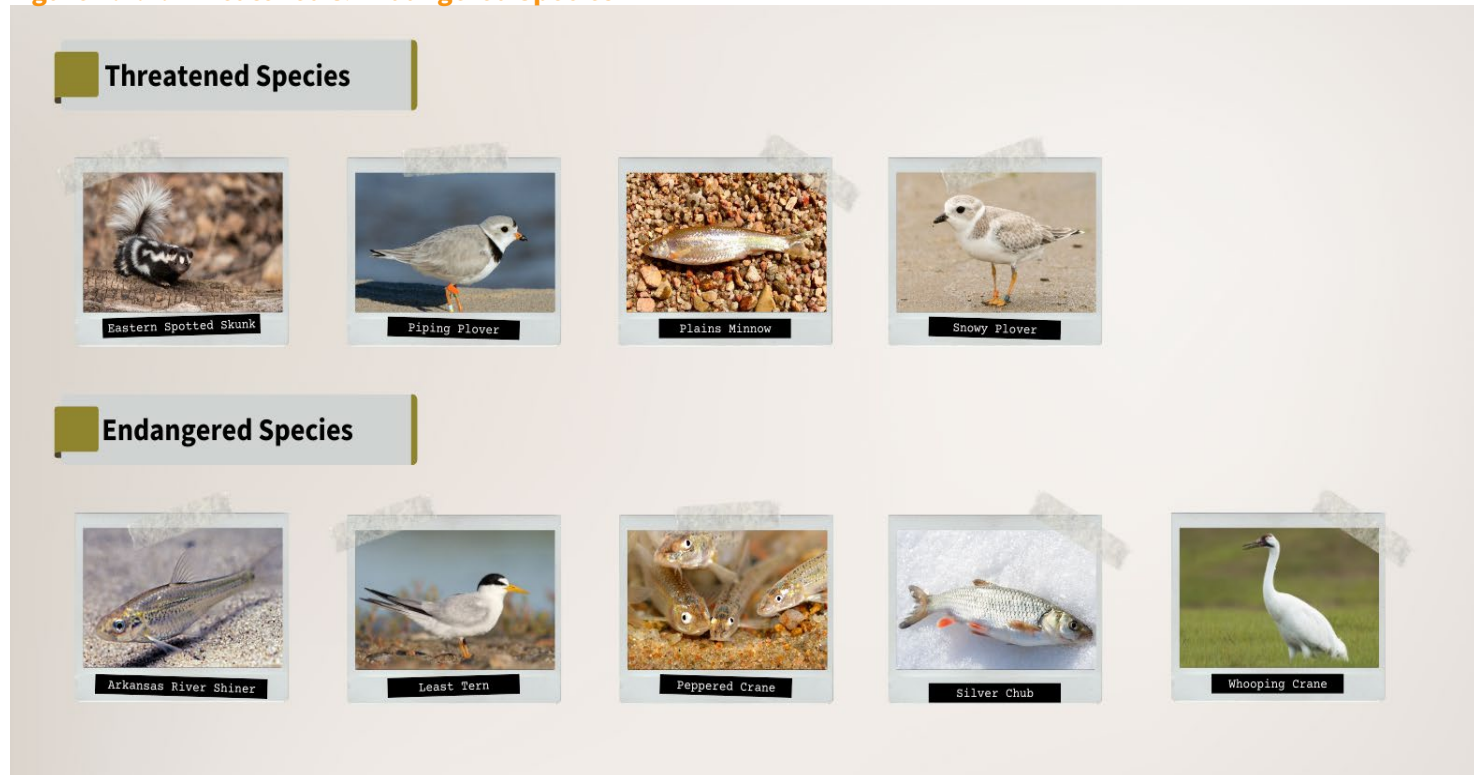 Threatened Species
Eastern Spotted Skunk
Piping Plover
Plains Minnow
Snowy Plover
Endangered Species
Arkansas River Shiner
Least Tern
Peppered Crane
Silver Chub
Whooping Crane